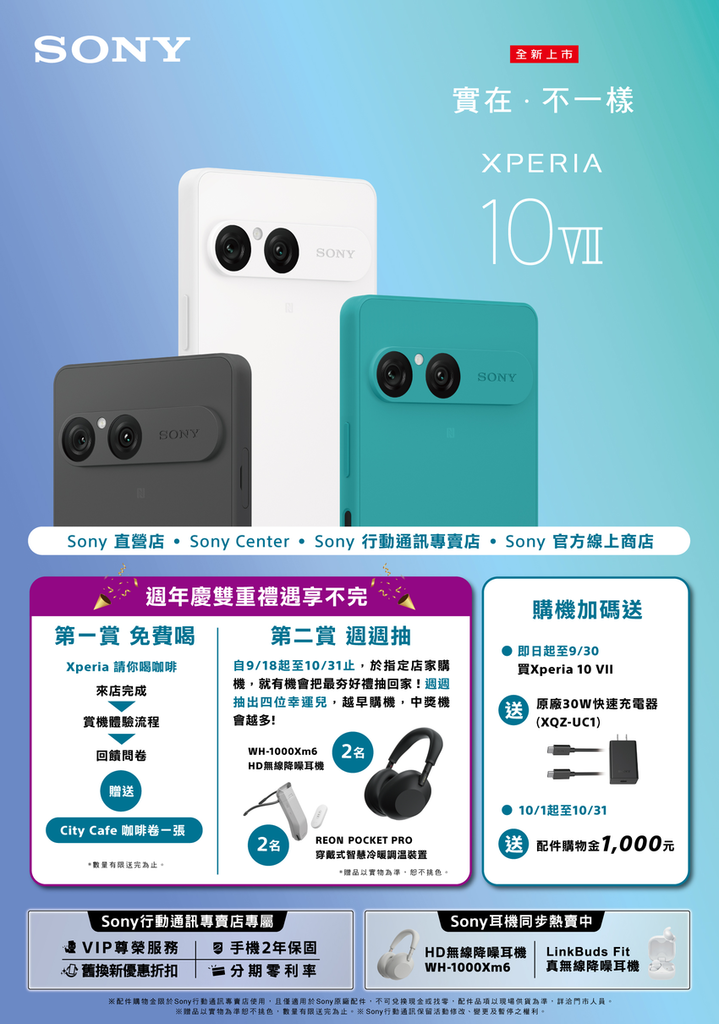 SONY
全新上市
實在·不一樣
XPERIA
10 VII
SONY
SONY
SONY
Sony 直營店 • Sony Center • Sony 行動通訊專賣店 • Sony 官方線上商店
週年慶雙重禮遇享不完
第一賞 免費喝
Xperia 請你喝咖啡
來店完成
賞機體驗流程
回饋問卷
贈送
City Cafe 咖啡卷一張
*數量有限送完為止。
第二賞 週週抽
自9/18起至10/31止，於指定店家購
機，就有機會把最夯好禮抽回家！週週
抽出四位幸運兒，越早購機，中獎機
會越多!
WH-1000Xm6
HD無線降噪耳機
2名
2名
REON POCKET PRO
穿戴式智慧冷暖調溫裝置
*贈品以實物為準，恕不挑色。
購機加碼送
● 即日起至9/30
買Xperia 10 VII
送
原廠30W快速充電器
(XQZ-UC1)
● 10/1起至10/31
送 配件購物金1,000元
Sony行動通訊專賣店專屬
VIP尊榮服務
手機2年保固
舊換新優惠折扣
分期零利率
Sony耳機同步熱賣中
HD無線降噪耳機
WH-1000Xm6
LinkBuds Fit
真無線降噪耳機
※配件購物金限於Sony行動通訊專賣店使用，且僅適用於Sony原廠配件，不可兌換現金或找零，配件品項以現場供貨為準，詳洽門市人員。
※贈品以實物為準恕不挑色，數量有限送完為止。※Sony行動通訊保留活動修改、變更及暫停之權利。